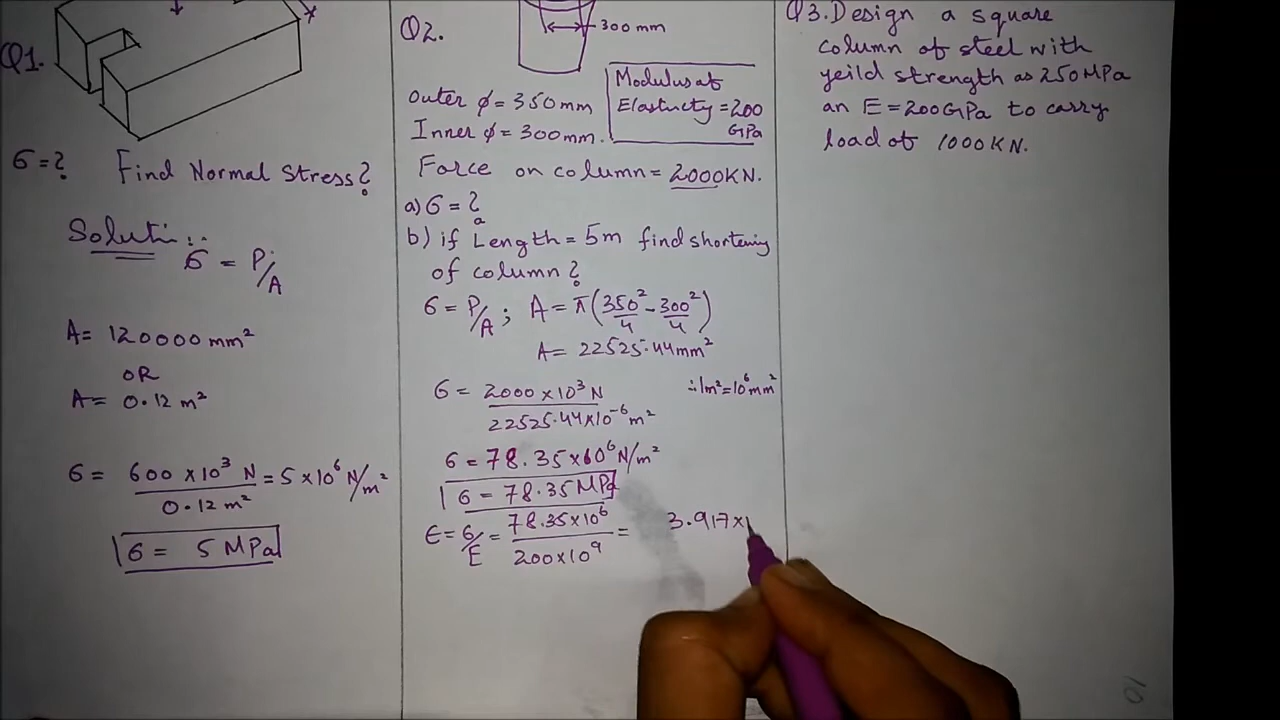 Q1.
6 = ? Find Normal Stress?
Soluti..
6 = P/A
A = 120000 mm²
OR
A = 0.12 m²
6 = 600 × 10³ N / 0.12 m² = 5 × 10⁶ N/m²
6 = 5 MPa
Q2.
300 mm
Outer φ = 350 mm
Inner φ = 300 mm.
Modulus of
Elasticity = 200
GPa
Force on column = 2000KN.
a) 6 = ?
a
b) if Length = 5m find shortening
of column?
6 = P/A ; A = π(350²/4 - 300²/4)
A = 22525.44 mm²
6 = 2000 × 10³ N / 22525.44 × 10⁻⁶ m²
∴ 1m² = 10⁶ mm²
6 = 78.35 × 10⁶ N/m²
6 = 78.35 MPa
ϵ = 6/E = 78.35 × 10⁶ / 200 × 10⁹ = 3.917 ×
Q3. Design a square
column of steel with
yeild strength as 250 MPa
an E = 200 GPa to carry
load of 1000 KN.
10